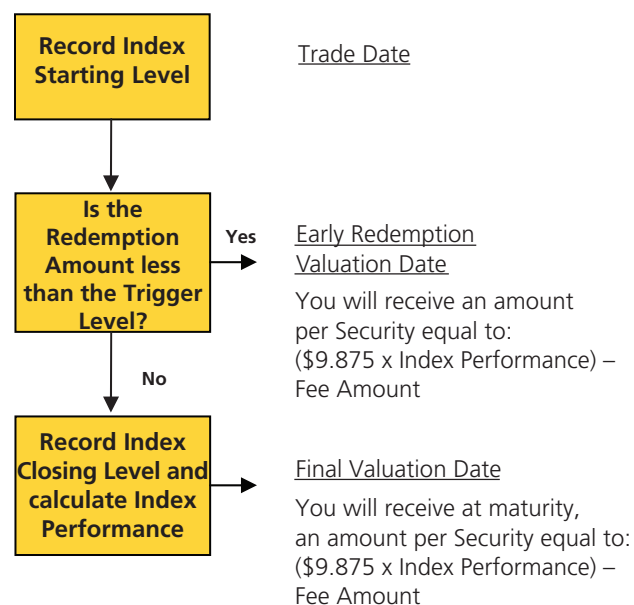 Record Index
Starting Level
Trade Date
Is the
Redemption
Amount less
than the Trigger
Level?
Yes
Early Redemption
Valuation Date
You will receive an amount
per Security equal to:
($9.875 x Index Performance) –
Fee Amount
No
Record Index
Closing Level and
calculate Index
Performance
Final Valuation Date
You will receive at maturity,
an amount per Security equal to:
($9.875 x Index Performance) –
Fee Amount